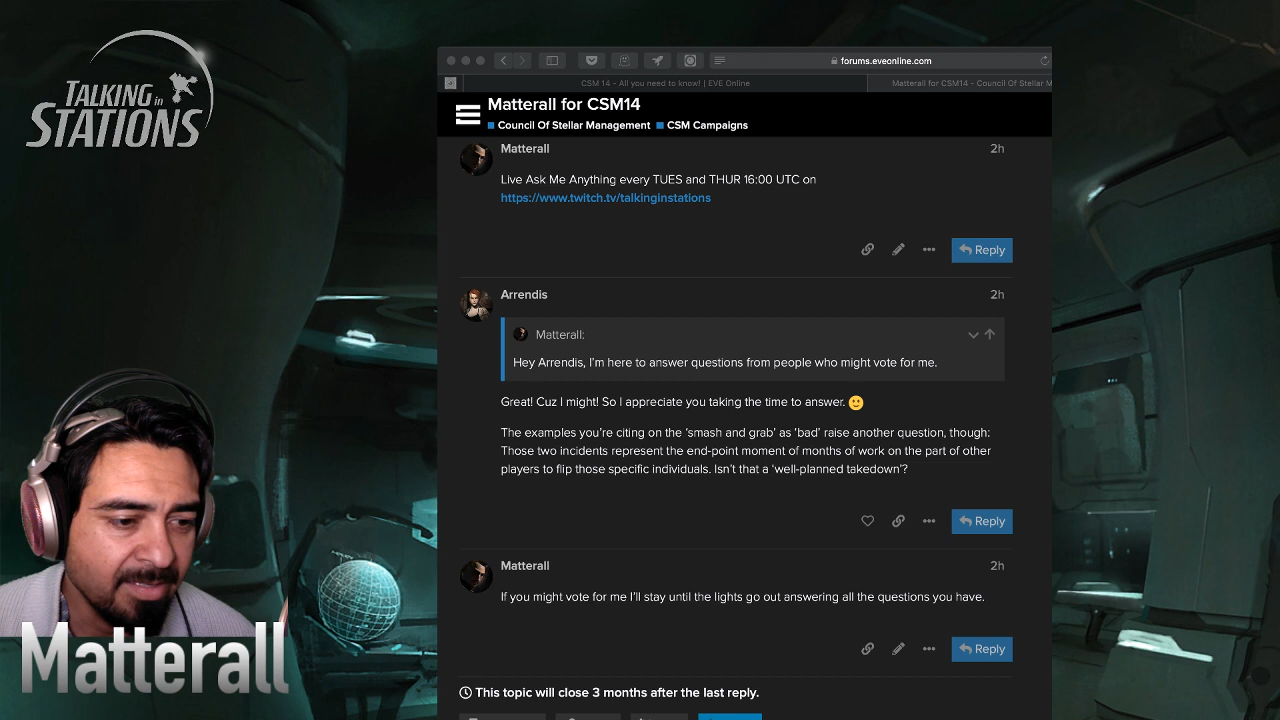 TALKING in
STATIONS
forums.eveonline.com
CSM 14 - All you need to know! | EVE Online
Matterall for CSM14 - Council Of Stellar M
Matterall for CSM14
Council Of Stellar Management CSM Campaigns
Matterall 2h
Live Ask Me Anything every TUES and THUR 16:00 UTC on
https://www.twitch.tv/talkinginstations
Reply
Arrendis 2h
Matterall:
Hey Arrendis, I'm here to answer questions from people who might vote for me.
Great! Cuz I might! So I appreciate you taking the time to answer. 🙂
The examples you're citing on the 'smash and grab' as 'bad' raise another question, though:
Those two incidents represent the end-point moment of months of work on the part of other
players to flip those specific individuals. Isn't that a 'well-planned takedown'?
Reply
Matterall 2h
If you might vote for me I'll stay until the lights go out answering all the questions you have.
Reply
This topic will close 3 months after the last reply.
Matterall